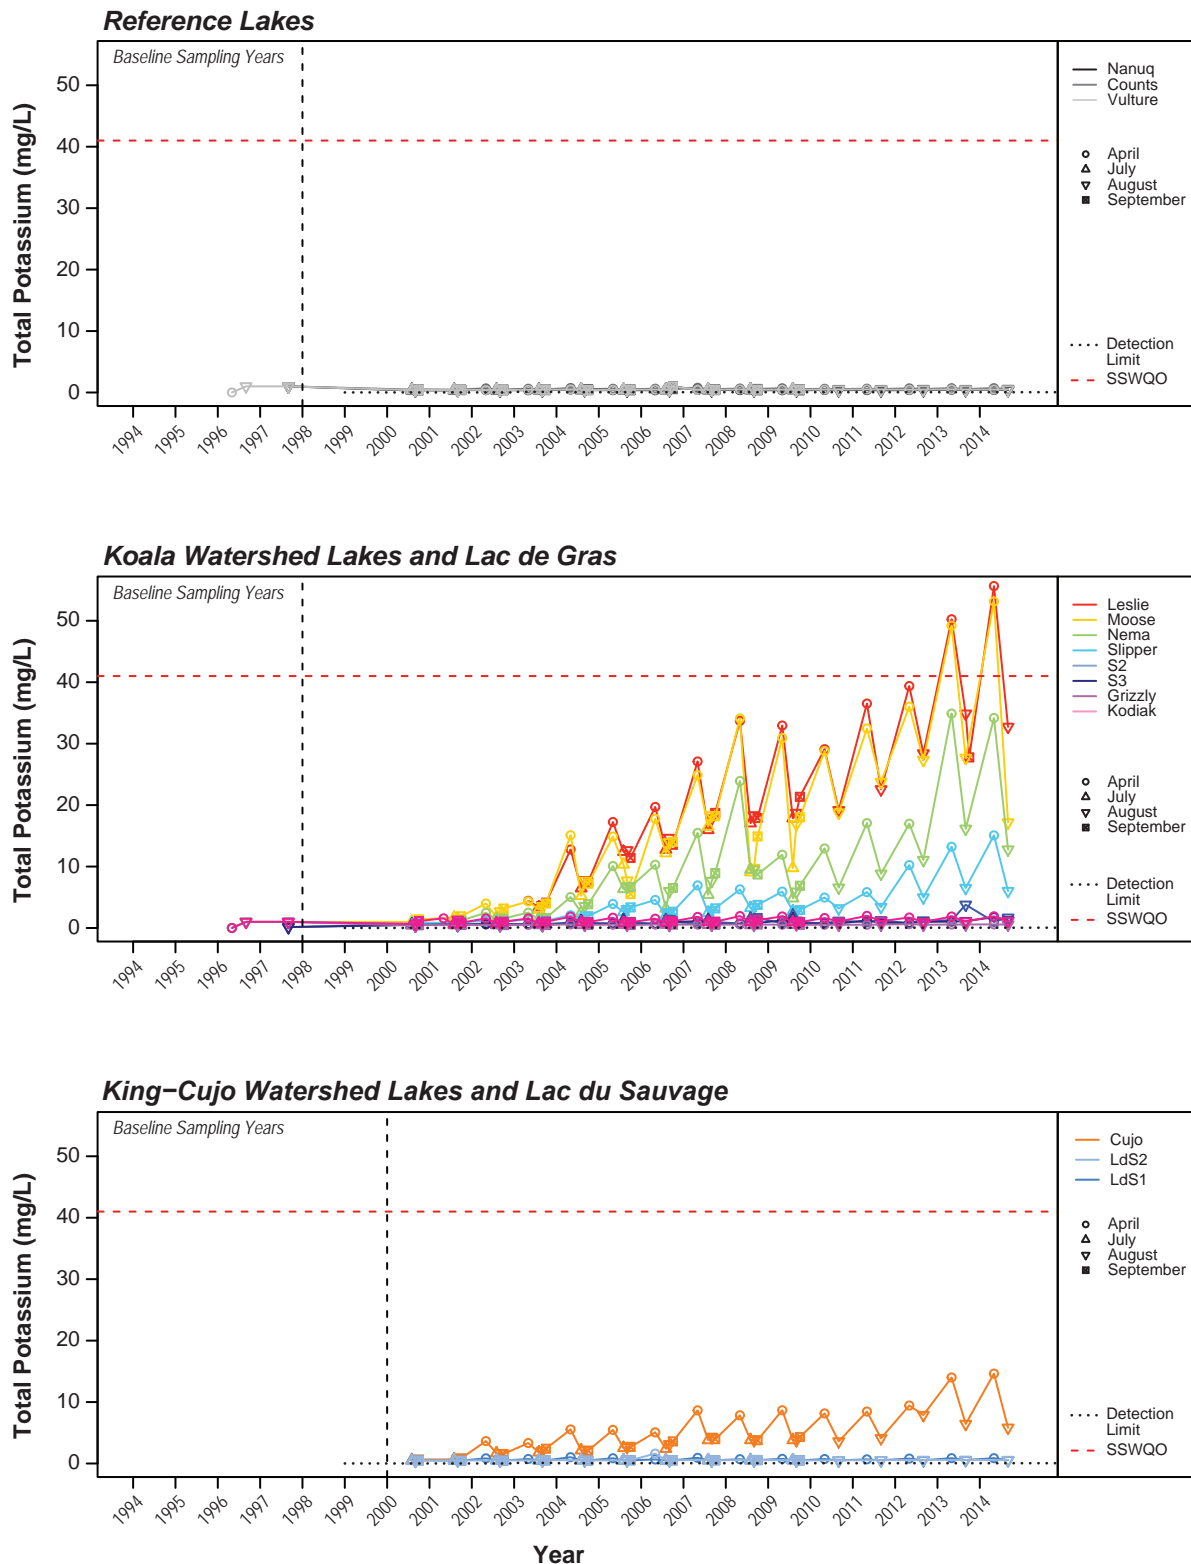 Reference Lakes
Baseline Sampling Years
Total Potassium (mg/L)
50
40
30
20
10
0
1994 1995 1996 1997 1998 1999 2000 2001 2002 2003 2004 2005 2006 2007 2008 2009 2010 2011 2012 2013 2014
Nanuq
Counts
Vulture
April
July
August
September
Detection
Limit
SSWQO
Koala Watershed Lakes and Lac de Gras
Baseline Sampling Years
Total Potassium (mg/L)
50
40
30
20
10
0
1994 1995 1996 1997 1998 1999 2000 2001 2002 2003 2004 2005 2006 2007 2008 2009 2010 2011 2012 2013 2014
Leslie
Moose
Nema
Slipper
S2
S3
Grizzly
Kodiak
April
July
August
September
Detection
Limit
SSWQO
King−Cujo Watershed Lakes and Lac du Sauvage
Baseline Sampling Years
Total Potassium (mg/L)
50
40
30
20
10
0
1994 1995 1996 1997 1998 1999 2000 2001 2002 2003 2004 2005 2006 2007 2008 2009 2010 2011 2012 2013 2014
Year
Cujo
LdS2
LdS1
April
July
August
September
Detection
Limit
SSWQO